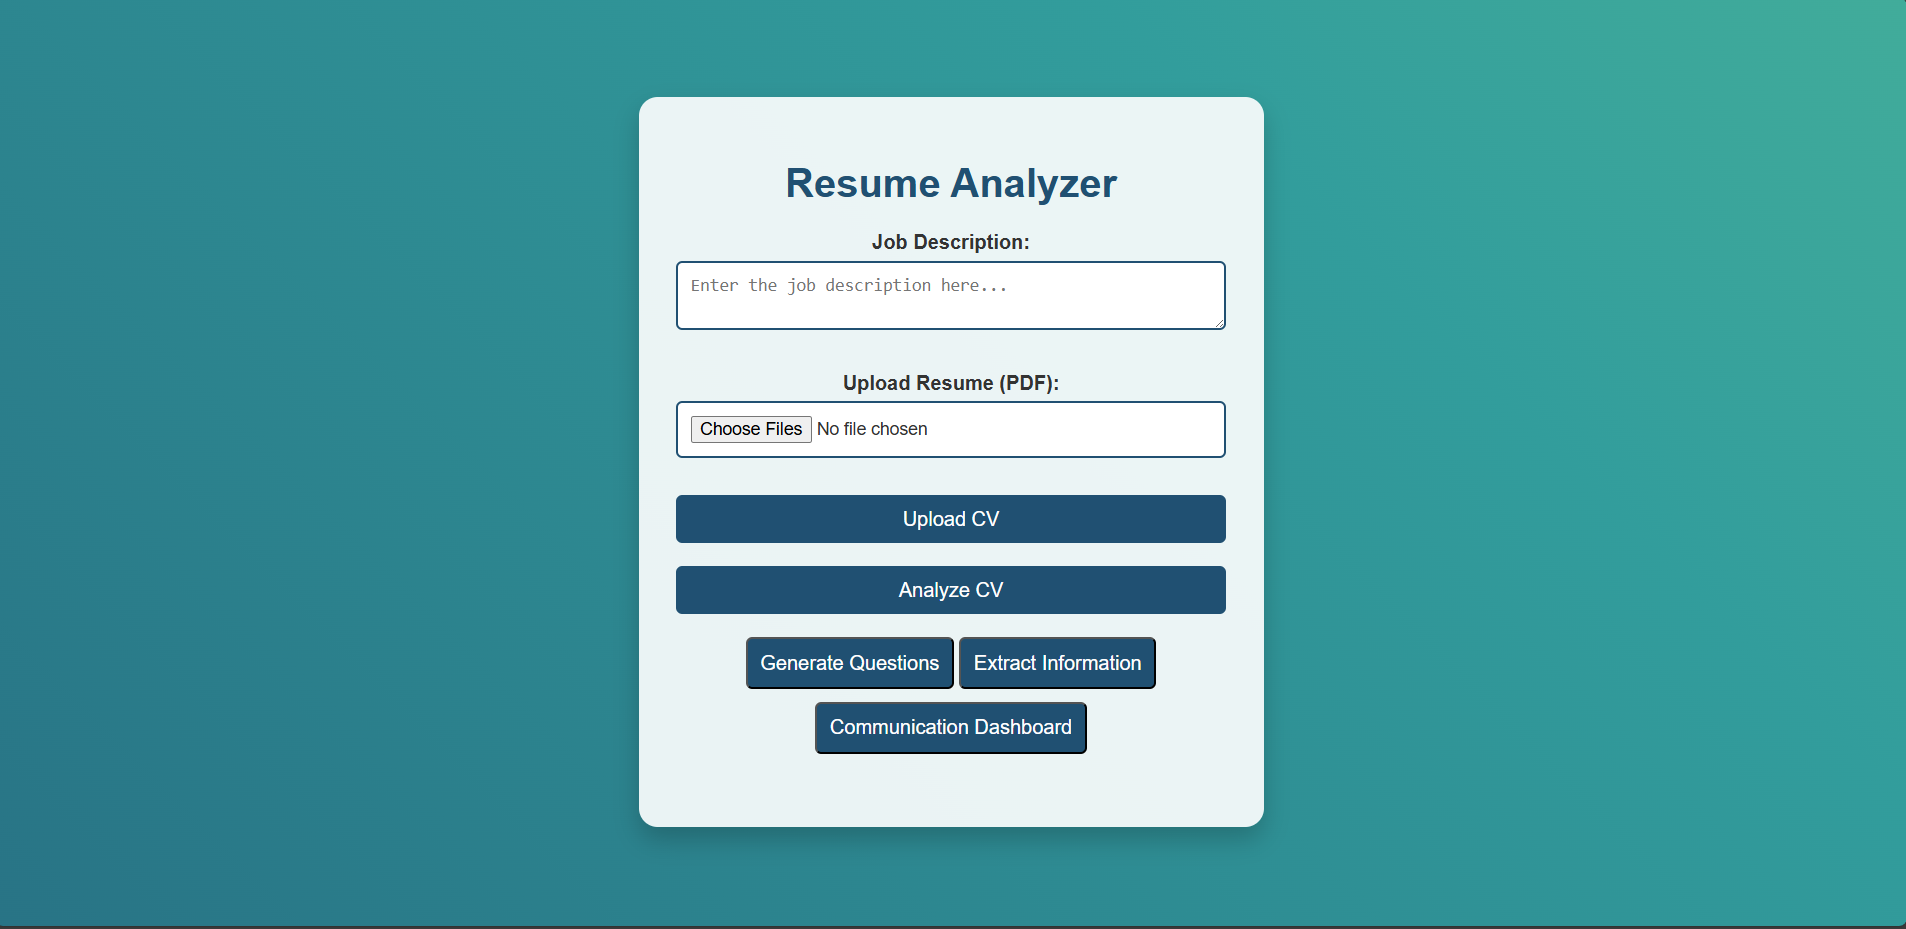 Resume Analyzer
Job Description:
Enter the job description here...
Upload Resume (PDF):
Choose Files No file chosen
Upload CV
Analyze CV
Generate Questions Extract Information
Communication Dashboard